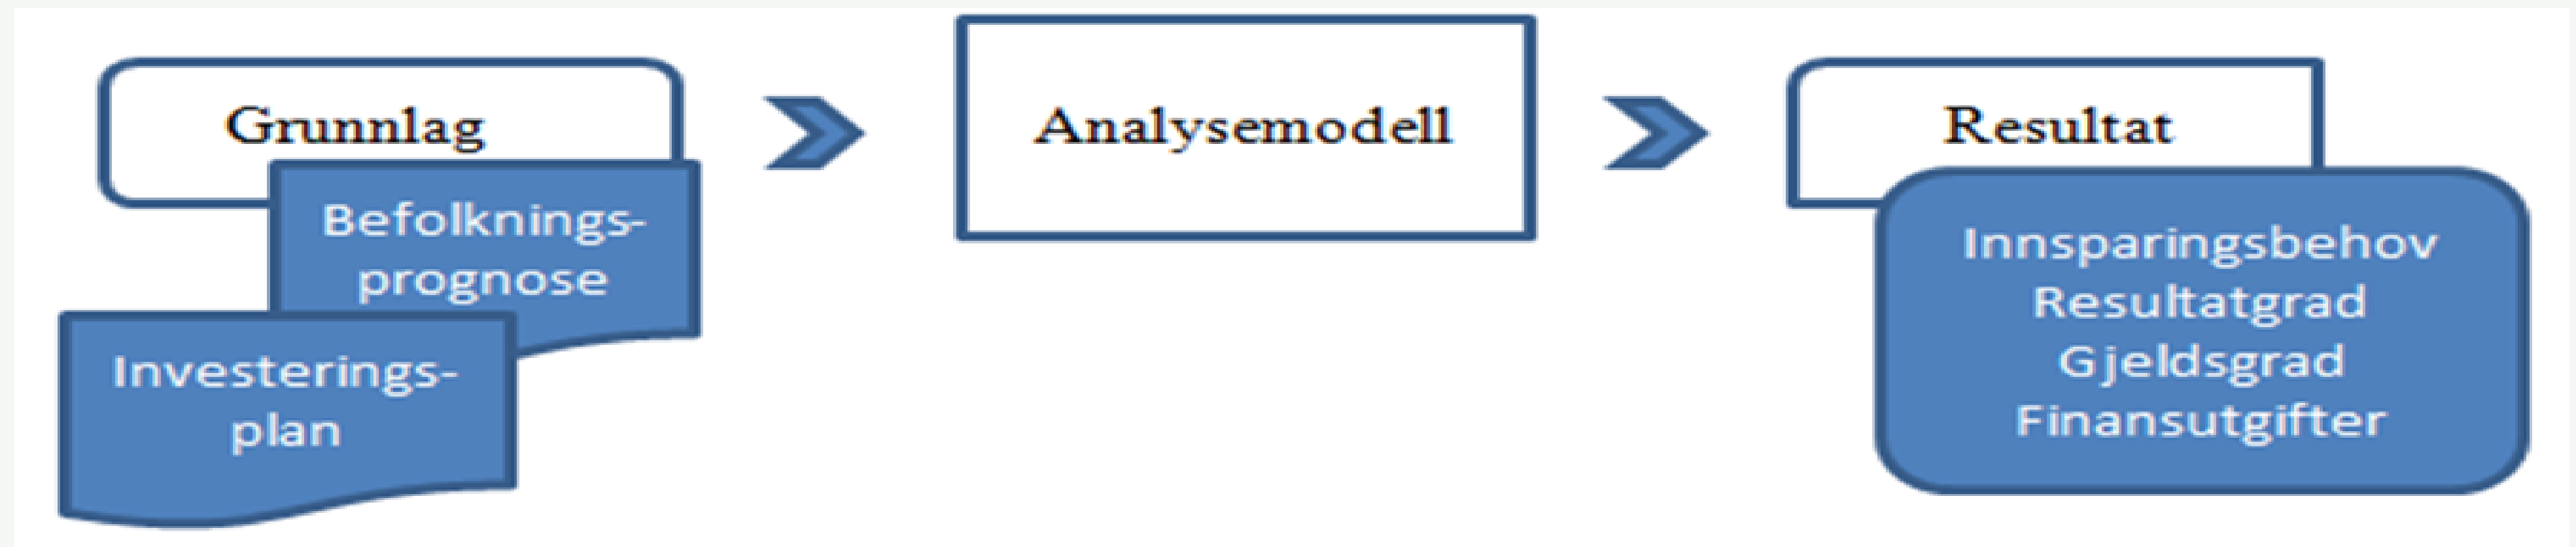 Grunnlag
Befolknings-
prognose
Investerings-
plan
Analysemodell
Resultat
Innsparingsbehov
Resultatgrad
Gjeldsgrad
Finansutgifter